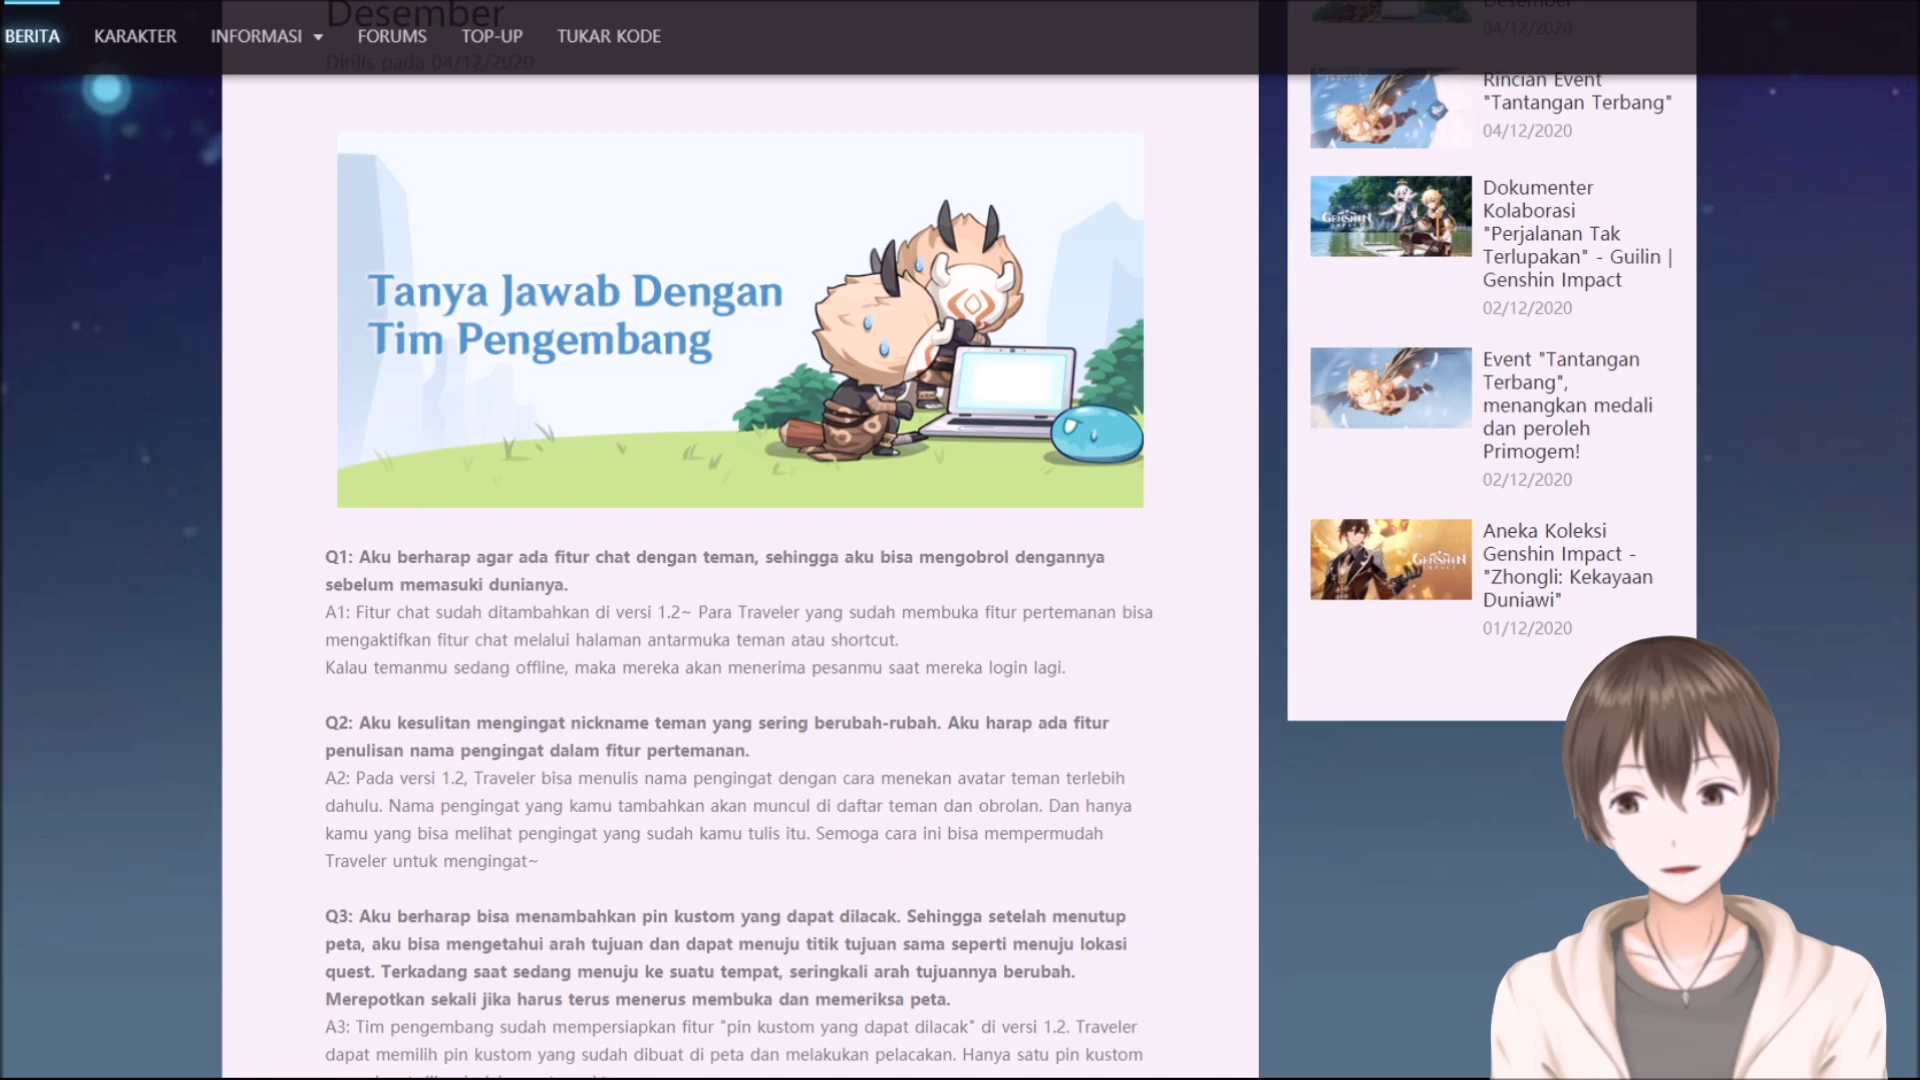 Desember
BERITA
KARAKTER
INFORMASI
FORUMS
TOP-UP
TUKAR KODE
Dirilis pada 04/12/2020
Tanya Jawab Dengan
Tim Pengembang
Q1: Aku berharap agar ada fitur chat dengan teman, sehingga aku bisa mengobrol dengannya
sebelum memasuki dunianya.
A1: Fitur chat sudah ditambahkan di versi 1.2~ Para Traveler yang sudah membuka fitur pertemanan bisa
mengaktifkan fitur chat melalui halaman antarmuka teman atau shortcut.
Kalau temanmu sedang offline, maka mereka akan menerima pesanmu saat mereka login lagi.
Q2: Aku kesulitan mengingat nickname teman yang sering berubah-rubah. Aku harap ada fitur
penulisan nama pengingat dalam fitur pertemanan.
A2: Pada versi 1.2, Traveler bisa menulis nama pengingat dengan cara menekan avatar teman terlebih
dahulu. Nama pengingat yang kamu tambahkan akan muncul di daftar teman dan obrolan. Dan hanya
kamu yang bisa melihat pengingat yang sudah kamu tulis itu. Semoga cara ini bisa mempermudah
Traveler untuk mengingat~
Q3: Aku berharap bisa menambahkan pin kustom yang dapat dilacak. Sehingga setelah menutup
peta, aku bisa mengetahui arah tujuan dan dapat menuju titik tujuan sama seperti menuju lokasi
quest. Terkadang saat sedang menuju ke suatu tempat, seringkali arah tujuannya berubah.
Merepotkan sekali jika harus terus menerus membuka dan memeriksa peta.
A3: Tim pengembang sudah mempersiapkan fitur "pin kustom yang dapat dilacak" di versi 1.2. Traveler
dapat memilih pin kustom yang sudah dibuat di peta dan melakukan pelacakan. Hanya satu pin kustom
Desember
04/12/2020
Rincian Event
"Tantangan Terbang"
04/12/2020
GENSHIN
Dokumenter
Kolaborasi
"Perjalanan Tak
Terlupakan" - Guilin |
Genshin Impact
02/12/2020
Event "Tantangan
Terbang",
menangkan medali
dan peroleh
Primogem!
02/12/2020
GENSHIN
IMPACT
Aneka Koleksi
Genshin Impact -
"Zhongli: Kekayaan
Duniawi"
01/12/2020